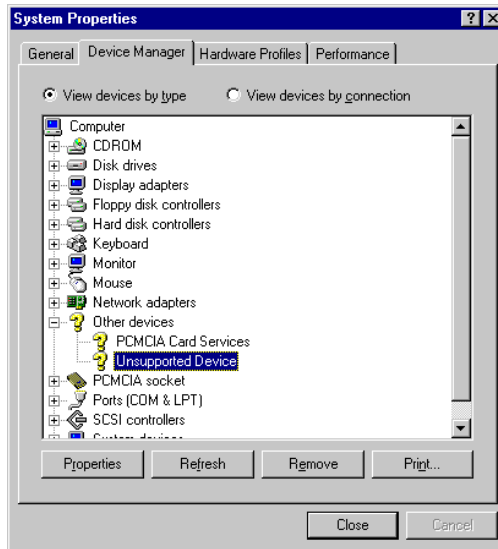 System Properties
General
Device Manager
Hardware Profiles
Performance
View devices by type
View devices by connection
Computer
CDROM
Disk drives
Display adapters
Floppy disk controllers
Hard disk controllers
Keyboard
Monitor
Mouse
Network adapters
Other devices
PCMCIA Card Services
Unsupported Device
PCMCIA socket
Ports (COM & LPT)
SCSI controllers
System devices
Properties
Refresh
Remove
Print...
Close
Cancel